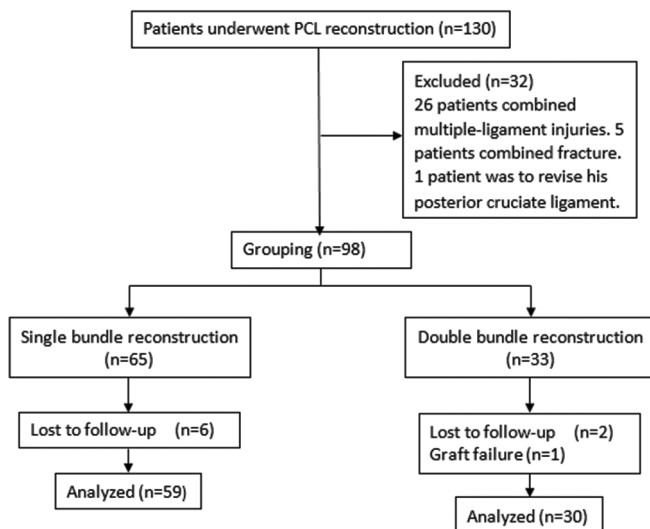 Patients underwent PCL reconstruction (n=130)
Excluded (n=32)
26 patients combined
multiple-ligament injuries. 5
patients combined fracture.
1 patient was to revise his
posterior cruciate ligament.
Grouping (n=98)
Single bundle reconstruction
(n=65)
Double bundle reconstruction
(n=33)
Lost to follow-up (n=6)
Lost to follow-up (n=2)
Graft failure (n=1)
Analyzed (n=59)
Analyzed (n=30)